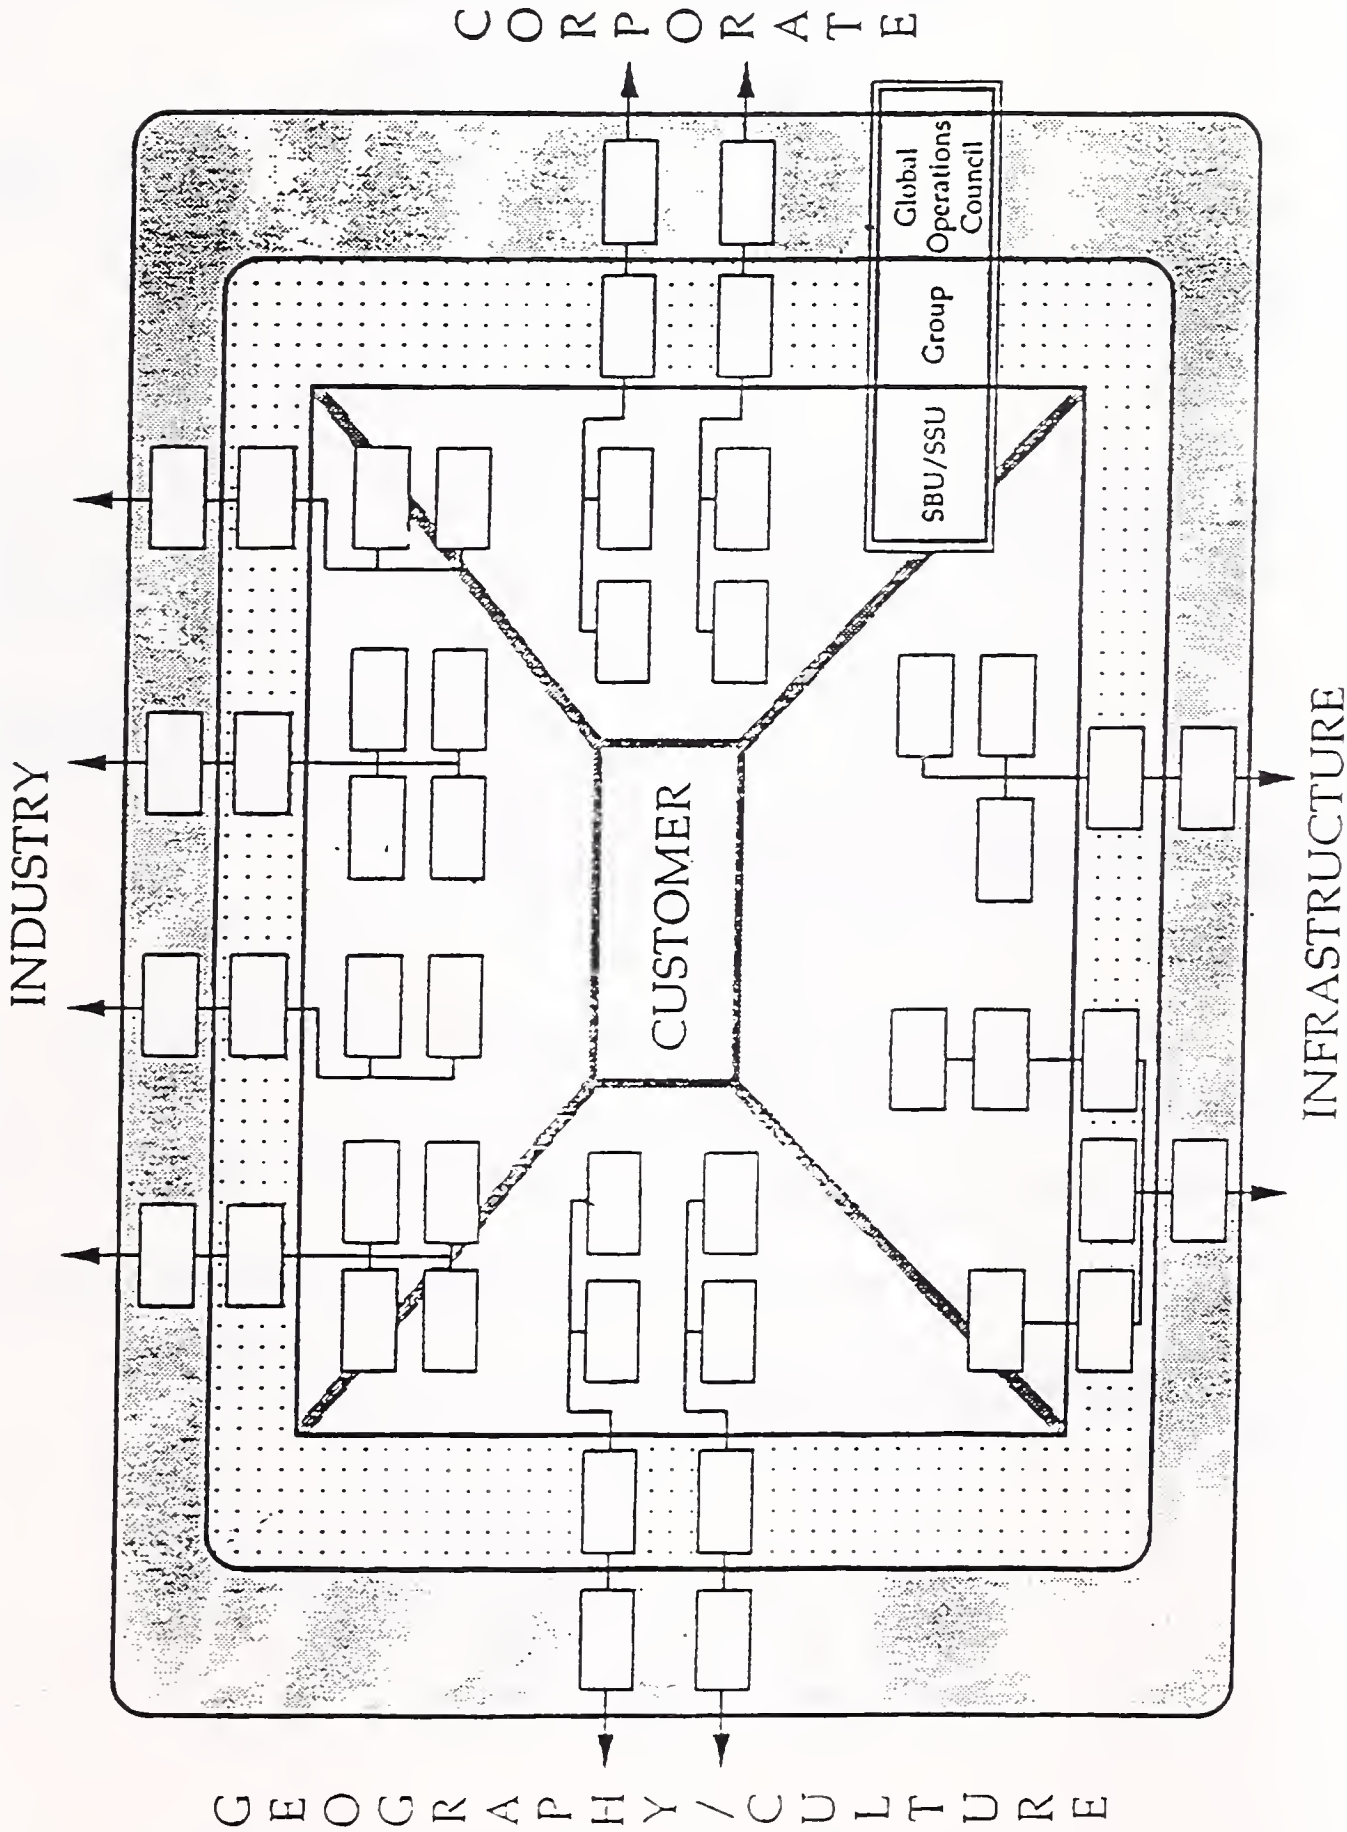 INDUSTRY
GEOGRAPHY/CULTURE
CUSTOMER
SBU/SSU
Group
Global
Operations
Council
CORPORATE
INFRASTRUCTURE